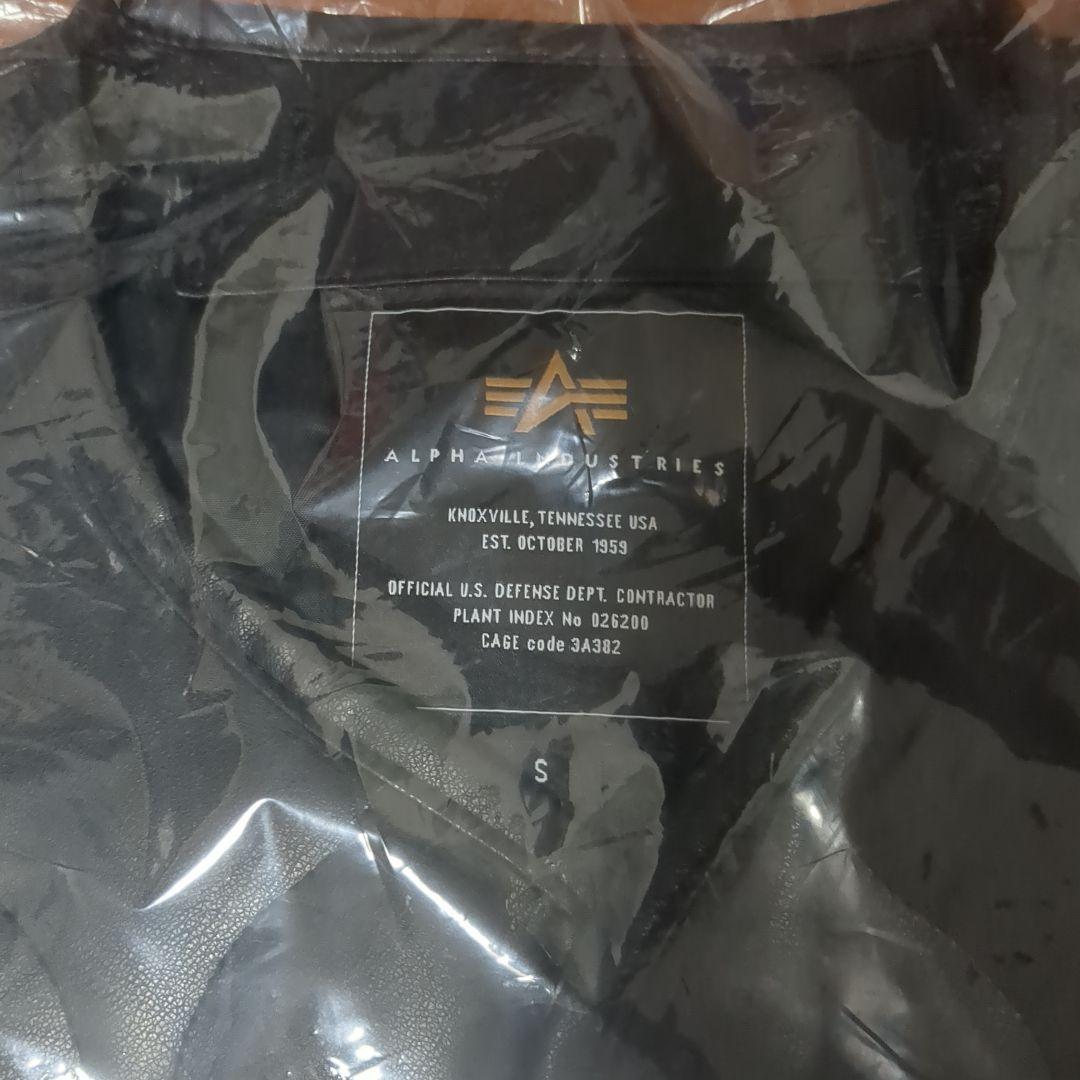 ALPHA INDUSTRIES
KNOXVILLE, TENNESSEE USA
EST. OCTOBER 1959
OFFICIAL U.S. DEFENSE DEPT. CONTRACTOR
PLANT INDEX No 026200
CAGE code 3A382
S